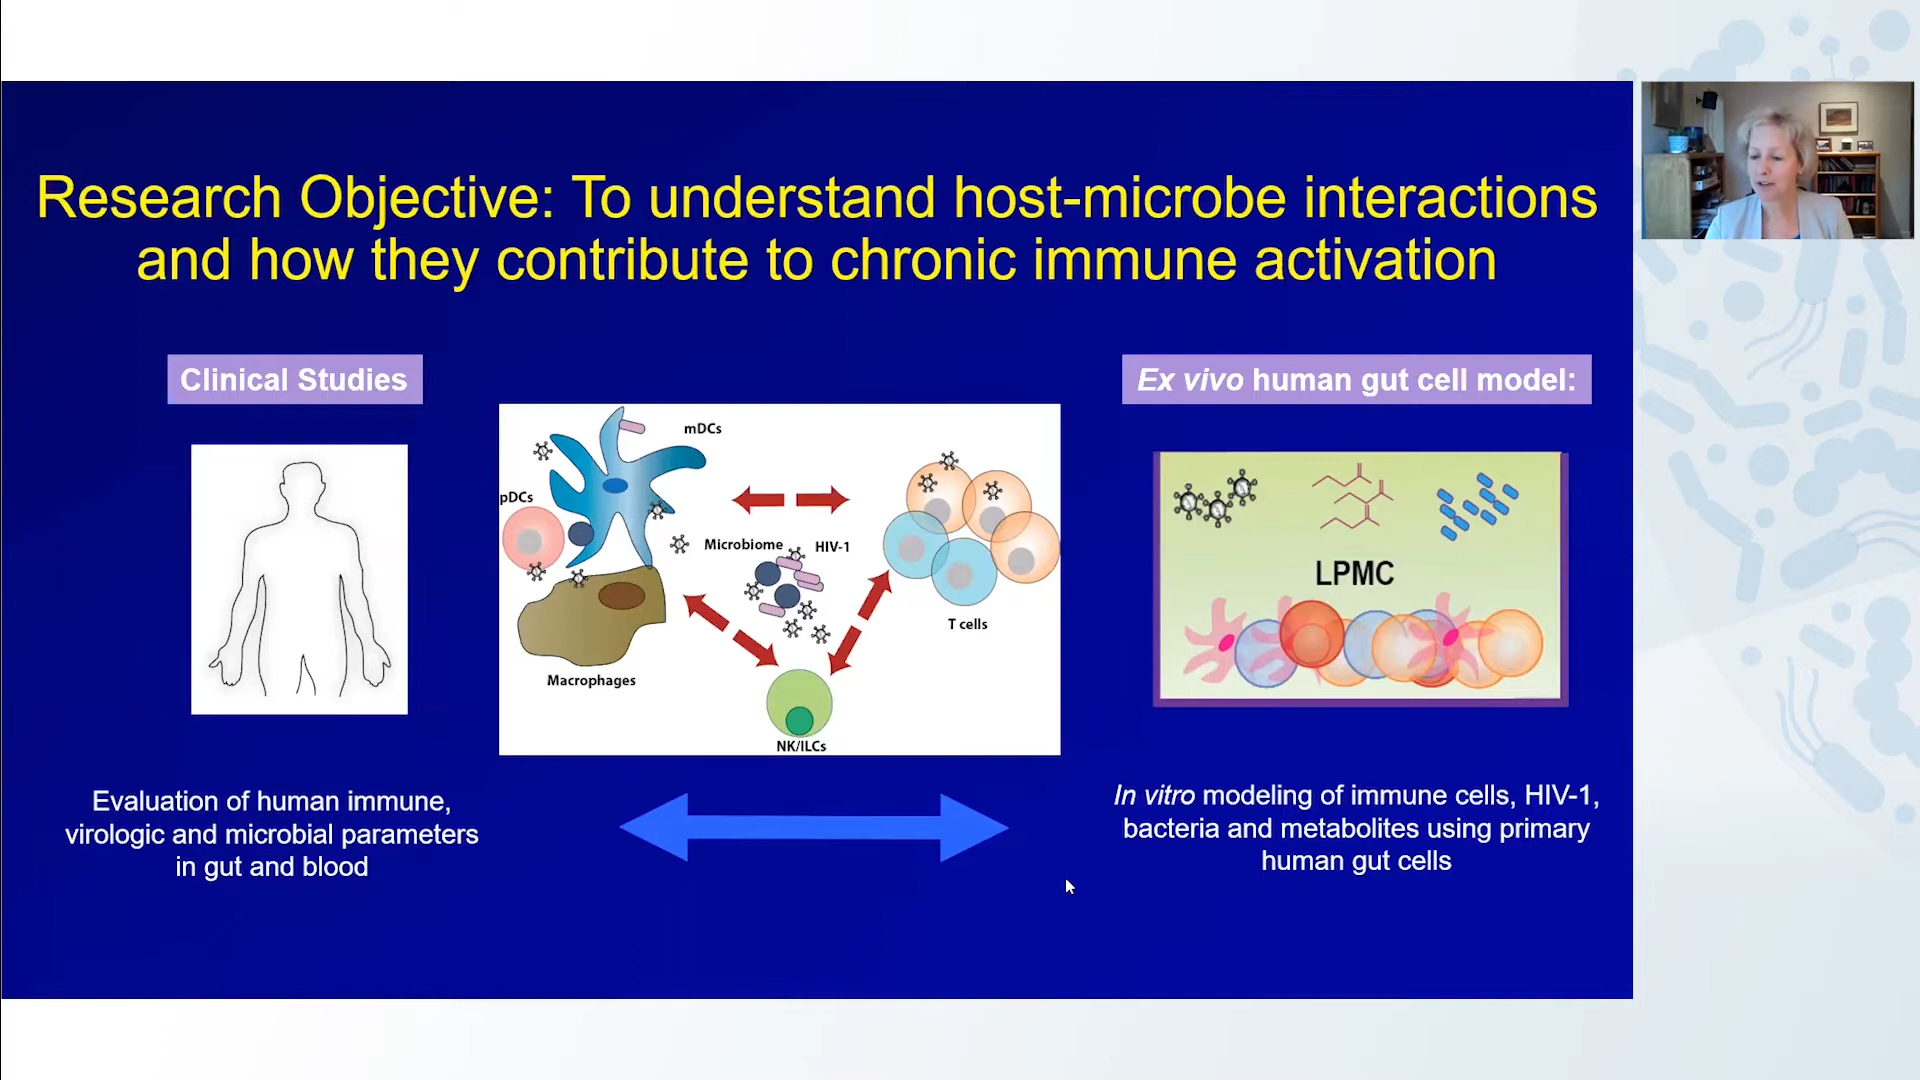 Research Objective: To understand host-microbe interactions
and how they contribute to chronic immune activation
Clinical Studies
Evaluation of human immune,
virologic and microbial parameters
in gut and blood
mDCs
pDCs
Microbiome
HIV-1
T cells
Macrophages
NK/ILCs
Ex vivo human gut cell model:
LPMC
In vitro modeling of immune cells, HIV-1,
bacteria and metabolites using primary
human gut cells